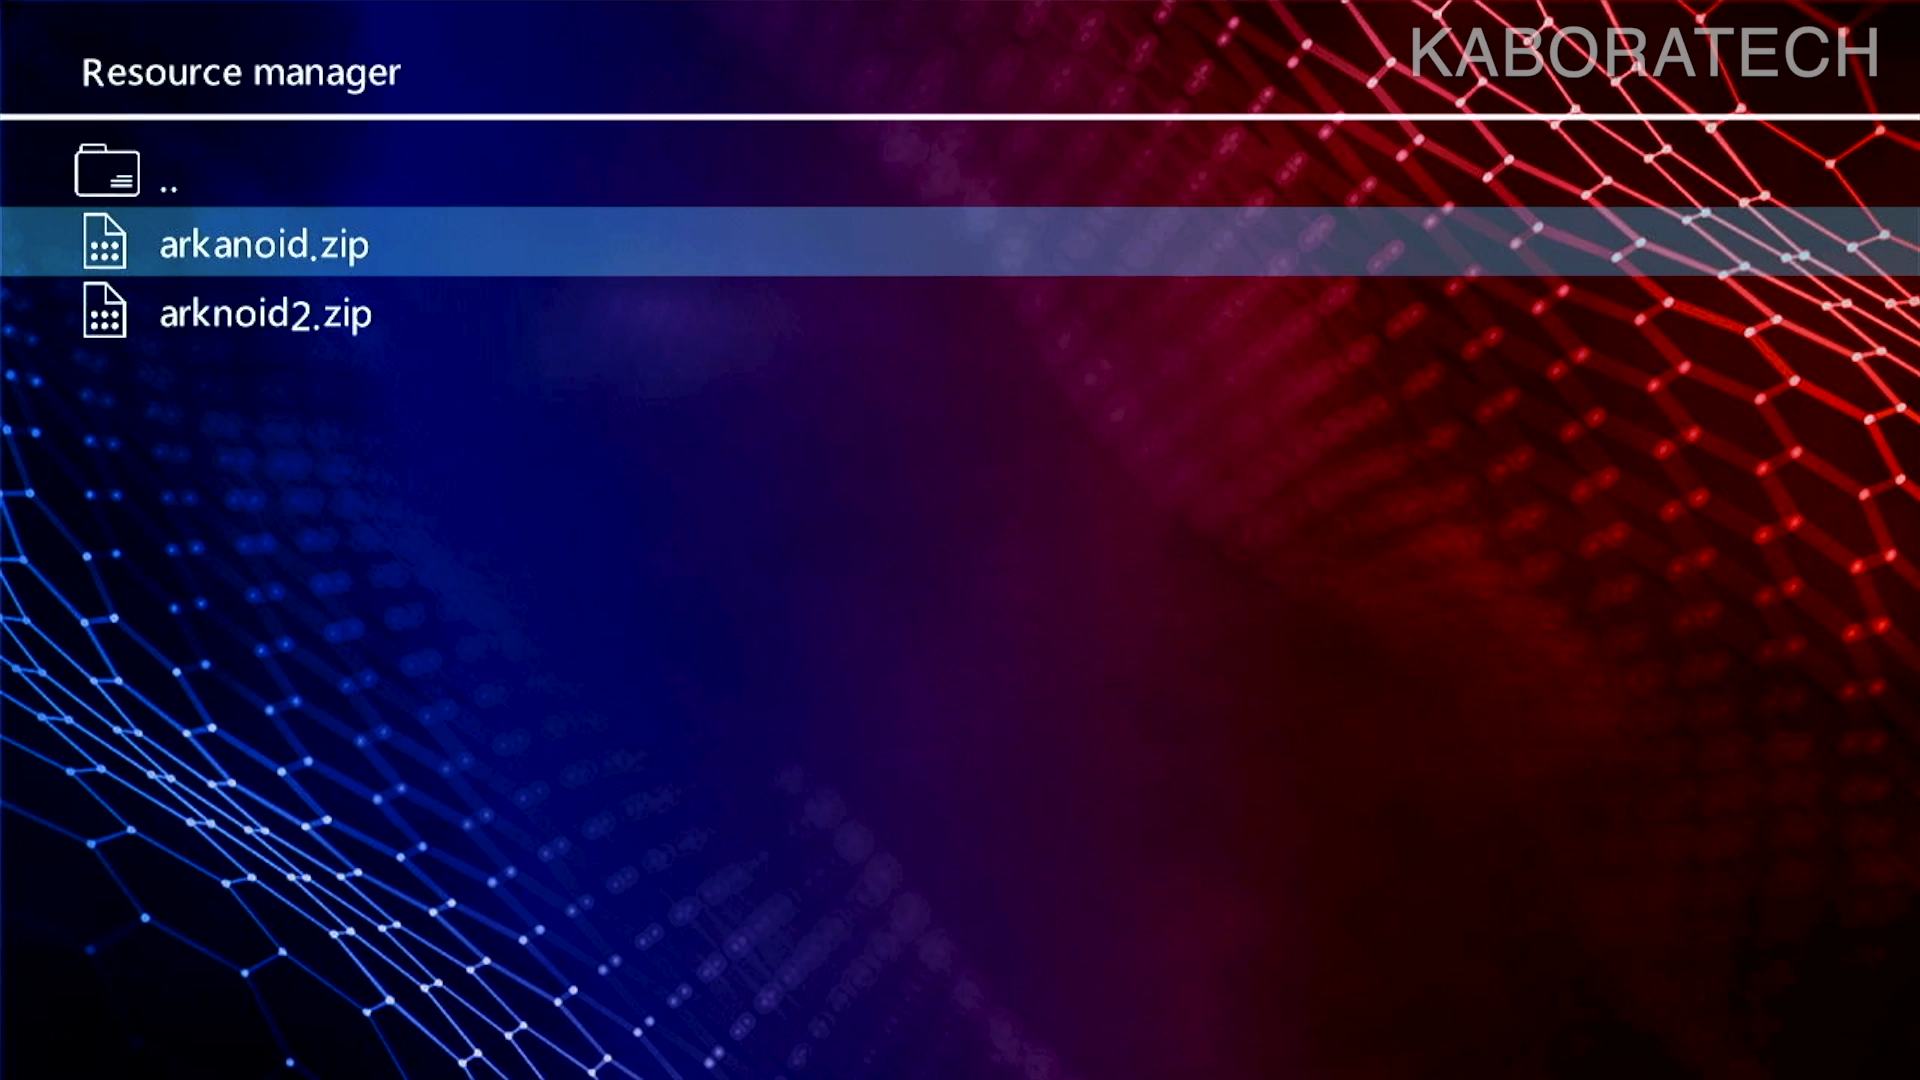 KABORATECH
Resource manager
..
arkanoid.zip
arknoid2.zip